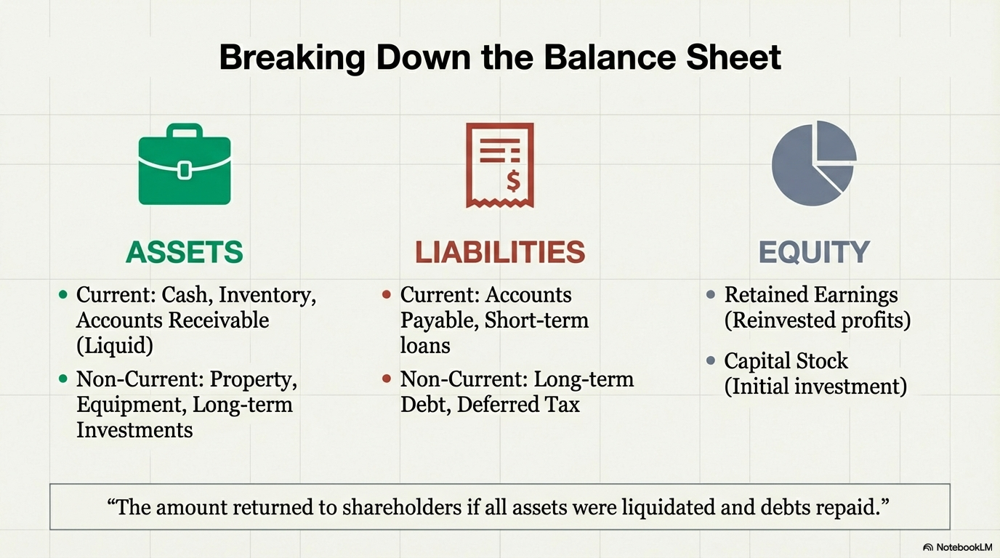 Breaking Down the Balance Sheet
$
ASSETS
• Current: Cash, Inventory,
Accounts Receivable
(Liquid)
• Non-Current: Property,
Equipment, Long-term
Investments
LIABILITIES
• Current: Accounts
Payable, Short-term
loans
• Non-Current: Long-term
Debt, Deferred Tax
EQUITY
• Retained Earnings
(Reinvested profits)
• Capital Stock
(Initial investment)
“The amount returned to shareholders if all assets were liquidated and debts repaid.”
NotebookLM